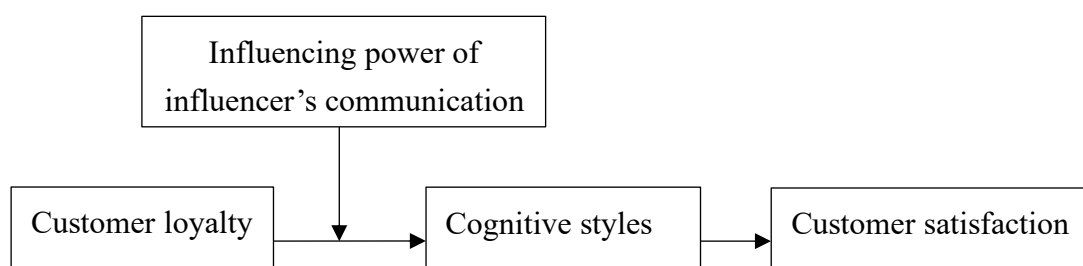 Influencing power of
influencer’s communication
Customer loyalty
Cognitive styles
Customer satisfaction